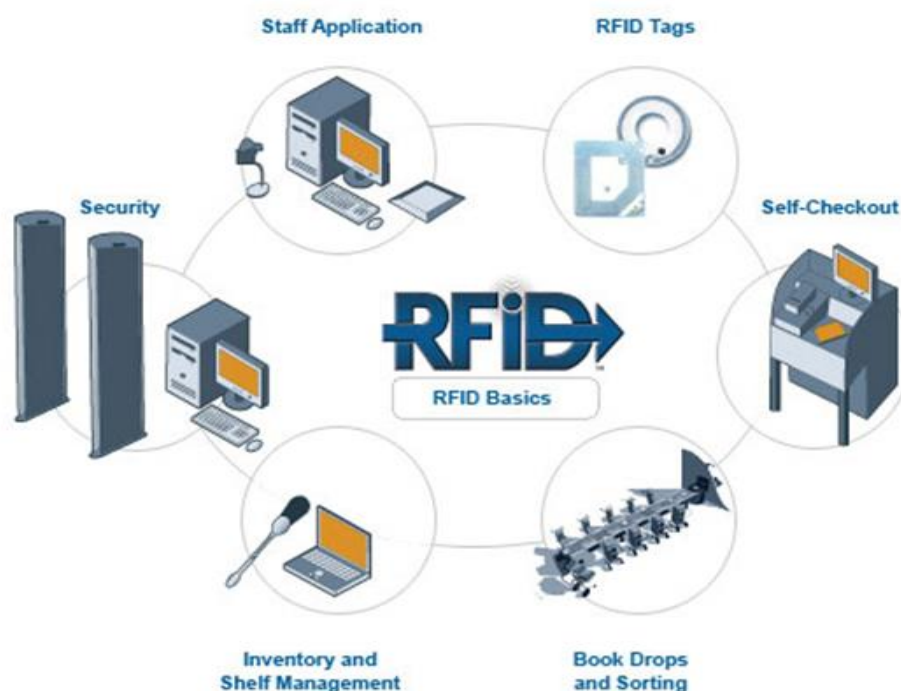 Staff Application
RFID Tags
Security
Self-Checkout
RFiD
RFID Basics
Inventory and
Shelf Management
Book Drops
and Sorting